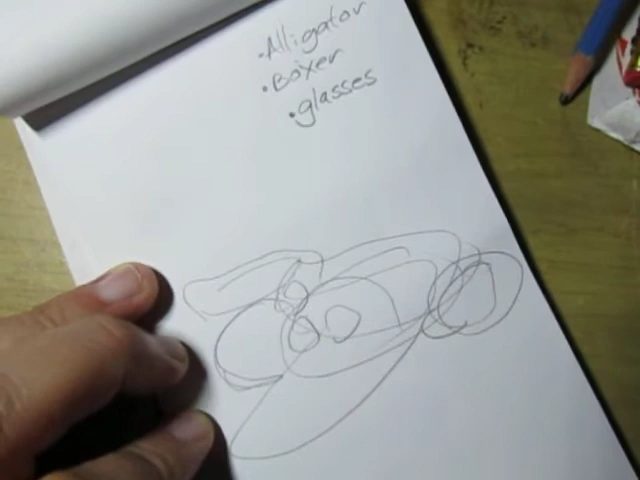 • Alligator
• Boxer
• glasses